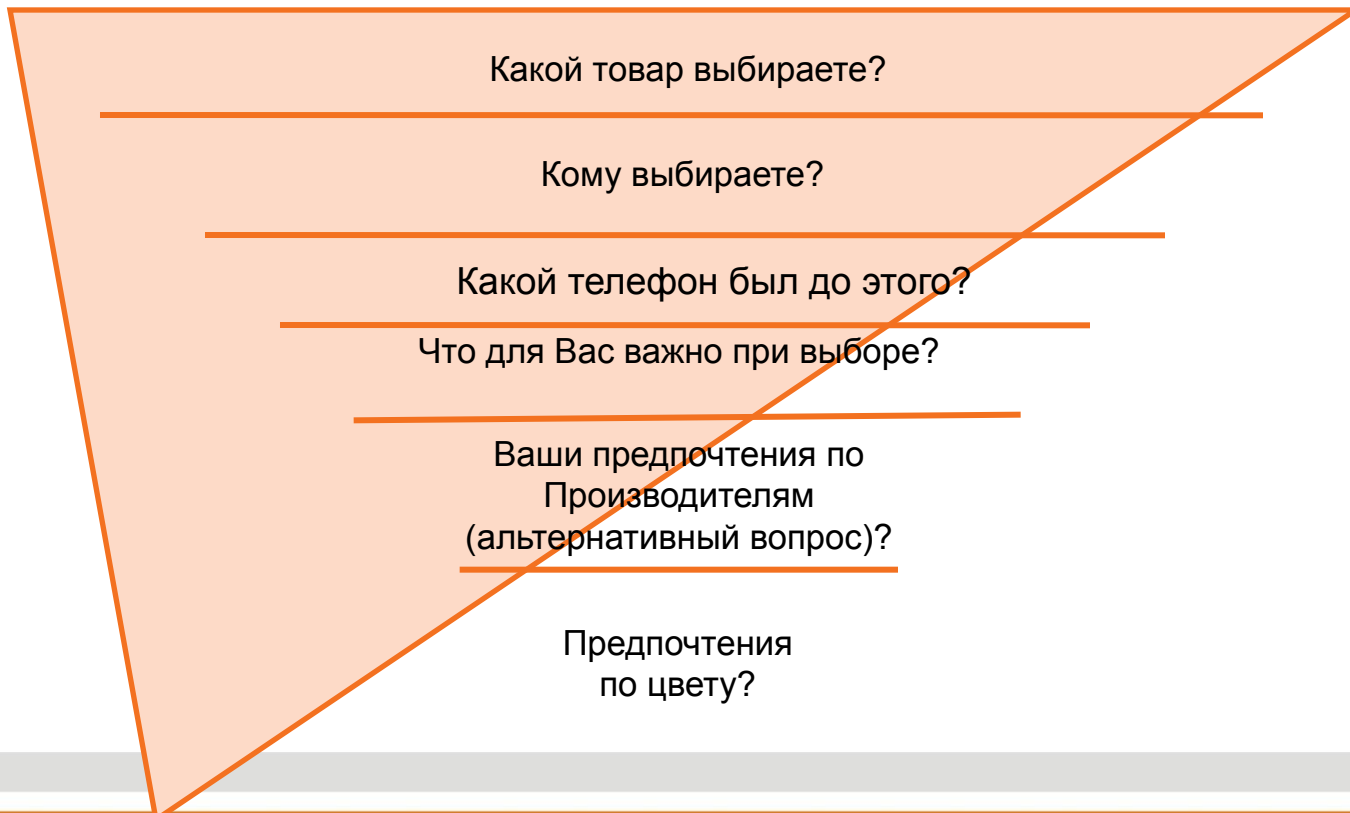 Какой товар выбираете?
Кому выбираете?
Какой телефон был до этого?
Что для Вас важно при выборе?
Ваши предпочтения по
Производителям
(альтернативный вопрос)?
Предпочтения
по цвету?